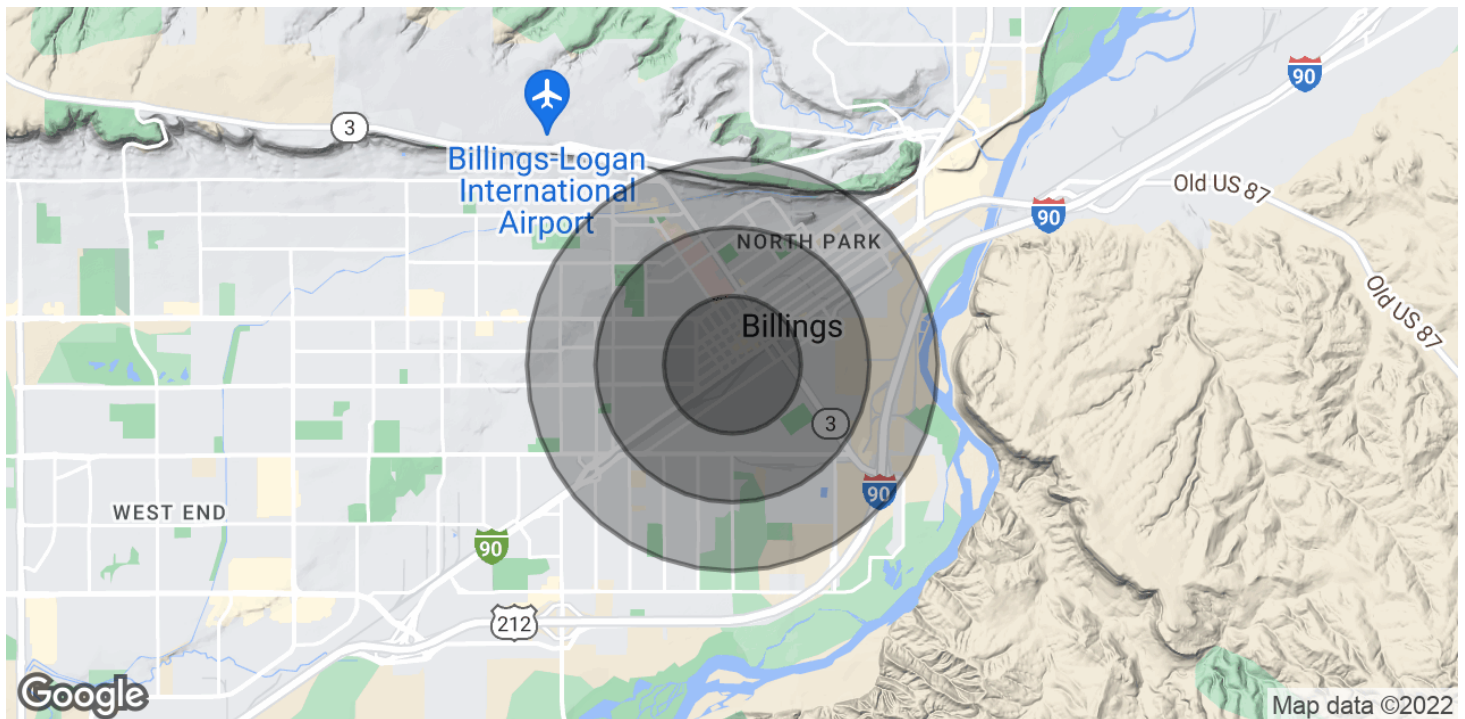 90
3
Billings-Logan
International
Airport
Old US 87
90
NORTH PARK
Old US 87
Billings
3
90
WEST END
90
212
Google
Map data ©2022